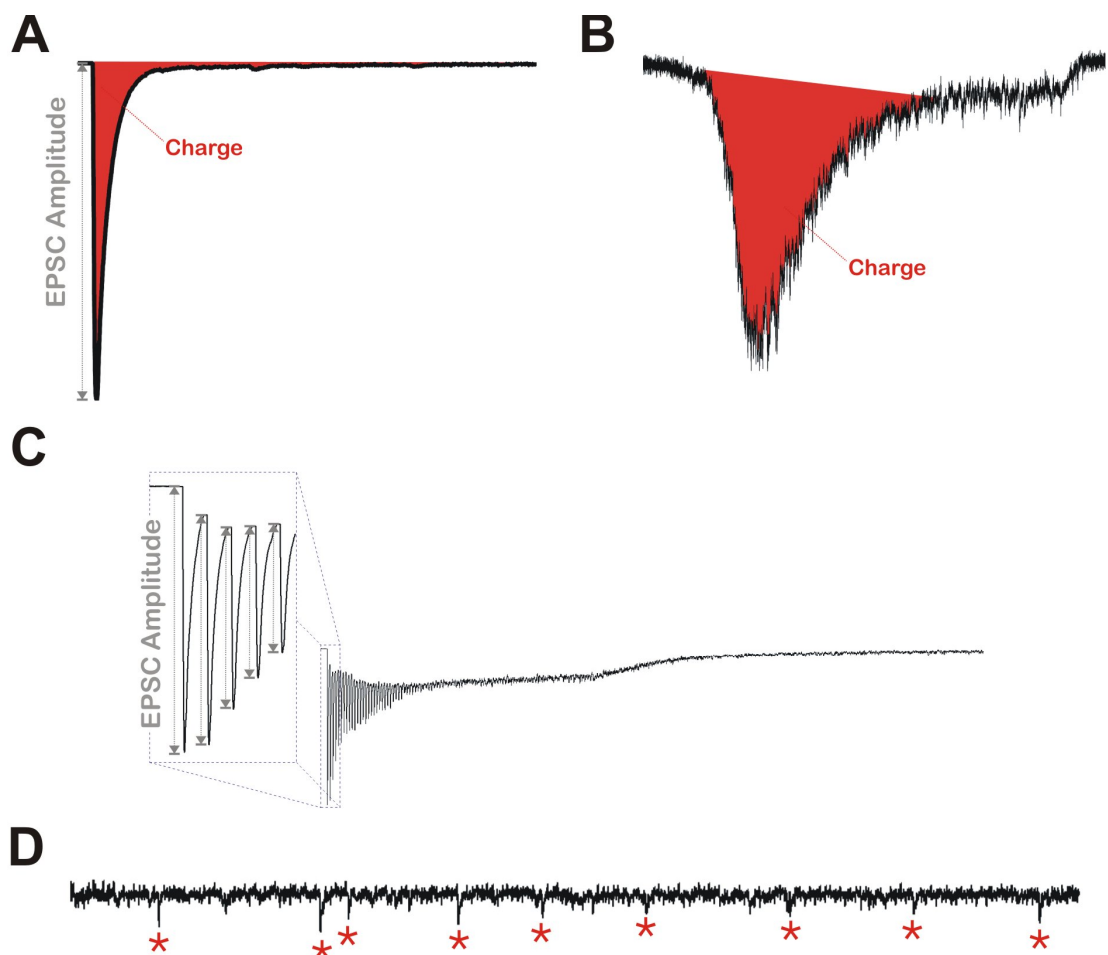 A
EPSC Amplitude
Charge
B
Charge
C
EPSC Amplitude
D
* * * * * * * * *